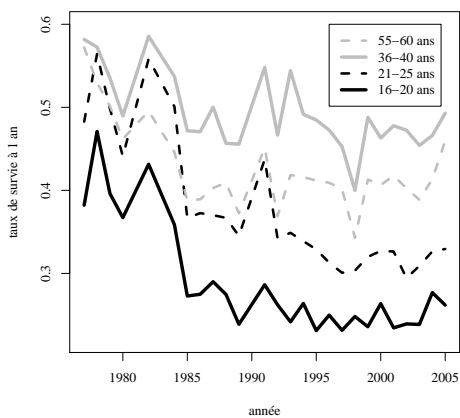 55−60 ans
36−40 ans
21−25 ans
16−20 ans
taux de survie à 1 an
0.6
0.5
0.4
0.3
1980 1985 1990 1995 2000 2005
année